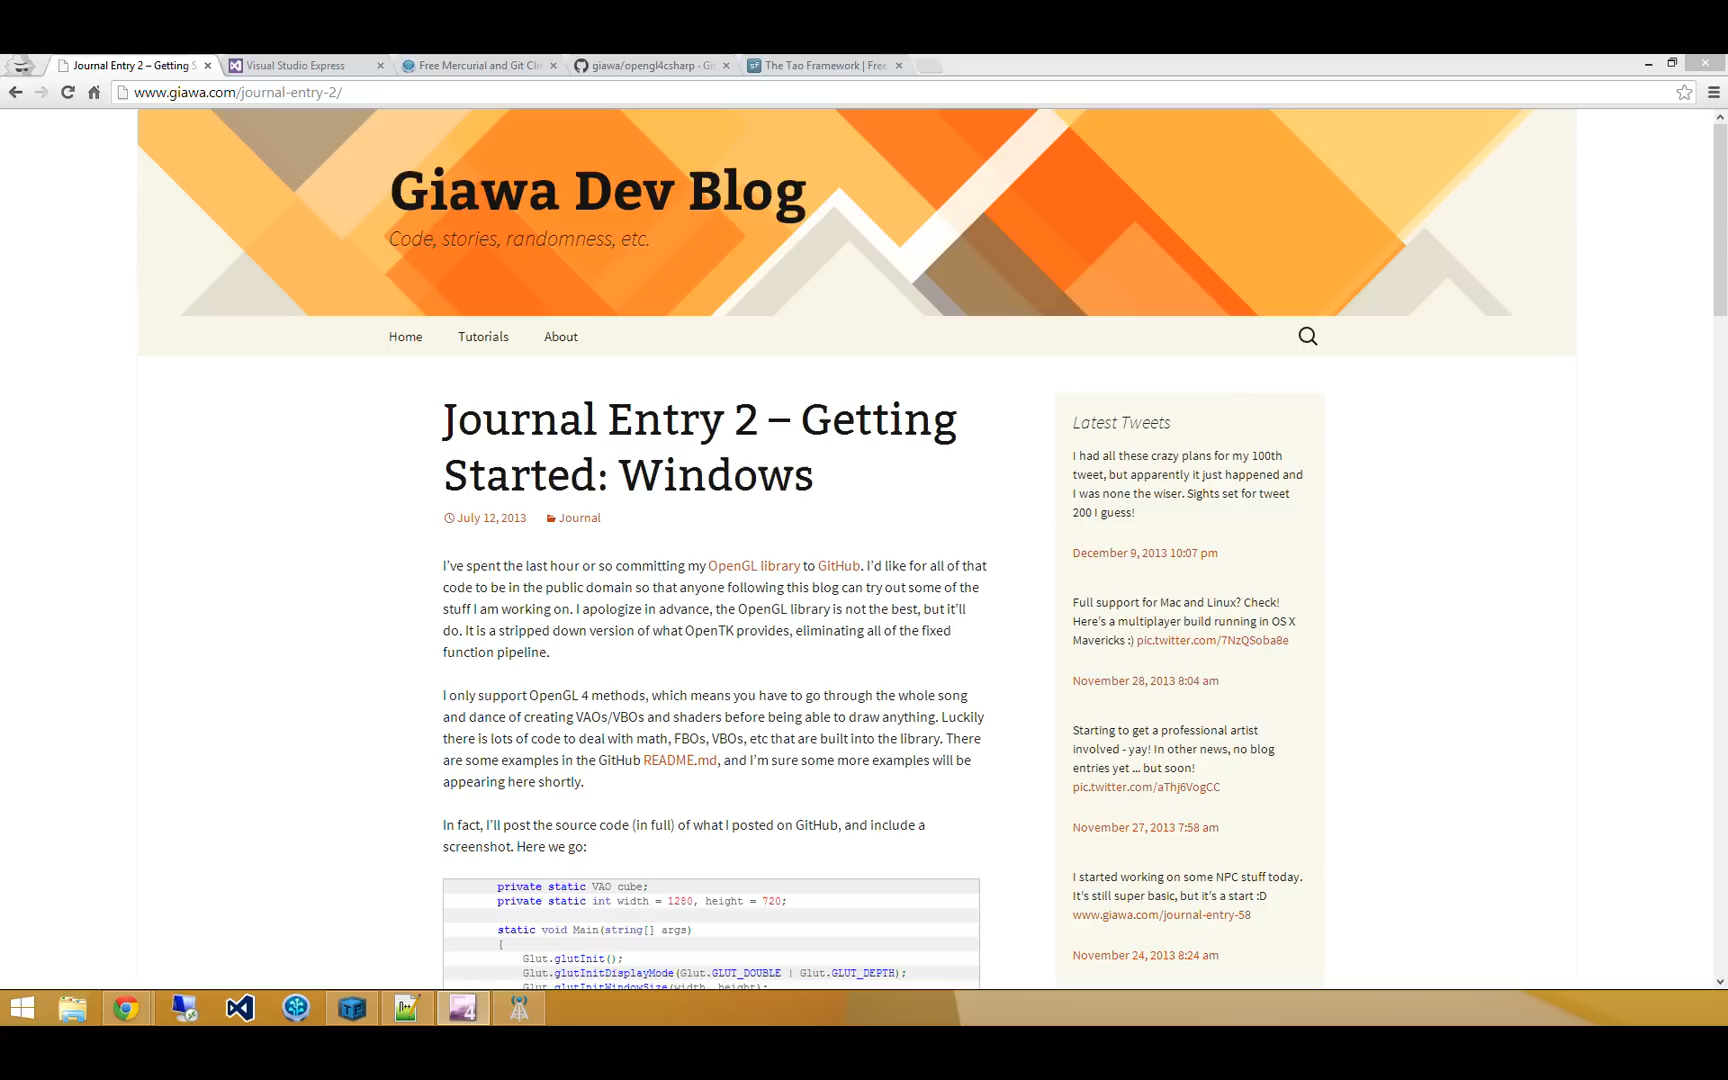 Journal Entry 2 – Getting S
Visual Studio Express
Free Mercurial and Git Cli
giawa/opengl4csharp · Git
The Tao Framework | Free
www.giawa.com/journal-entry-2/
Giawa Dev Blog
Code, stories, randomness, etc.
Home
Tutorials
About
Journal Entry 2 – Getting
Started: Windows
July 12, 2013
Journal
I've spent the last hour or so committing my OpenGL library to GitHub. I'd like for all of that
code to be in the public domain so that anyone following this blog can try out some of the
stuff I am working on. I apologize in advance, the OpenGL library is not the best, but it'll
do. It is a stripped down version of what OpenTK provides, eliminating all of the fixed
function pipeline.
I only support OpenGL 4 methods, which means you have to go through the whole song
and dance of creating VAOs/VBOs and shaders before being able to draw anything. Luckily
there is lots of code to deal with math, FBOs, VBOs, etc that are built into the library. There
are some examples in the GitHub README.md, and I'm sure some more examples will be
appearing here shortly.
In fact, I'll post the source code (in full) of what I posted on GitHub, and include a
screenshot. Here we go:
private static VAO cube;
private static int width = 1280, height = 720;
static void Main(string[] args)
{
Glut.glutInit();
Glut.glutInitDisplayMode(Glut.GLUT_DOUBLE | Glut.GLUT_DEPTH);
Glut.glutInitWindowSize(width, height);
Latest Tweets
I had all these crazy plans for my 100th
tweet, but apparently it just happened and
I was none the wiser. Sights set for tweet
200 I guess!
December 9, 2013 10:07 pm
Full support for Mac and Linux? Check!
Here's a multiplayer build running in OS X
Mavericks :) pic.twitter.com/7NzQSoba8e
November 28, 2013 8:04 am
Starting to get a professional artist
involved - yay! In other news, no blog
entries yet ... but soon!
pic.twitter.com/aThj6VogCC
November 27, 2013 7:58 am
I started working on some NPC stuff today.
It's still super basic, but it's a start :D
www.giawa.com/journal-entry-58
November 24, 2013 8:24 am